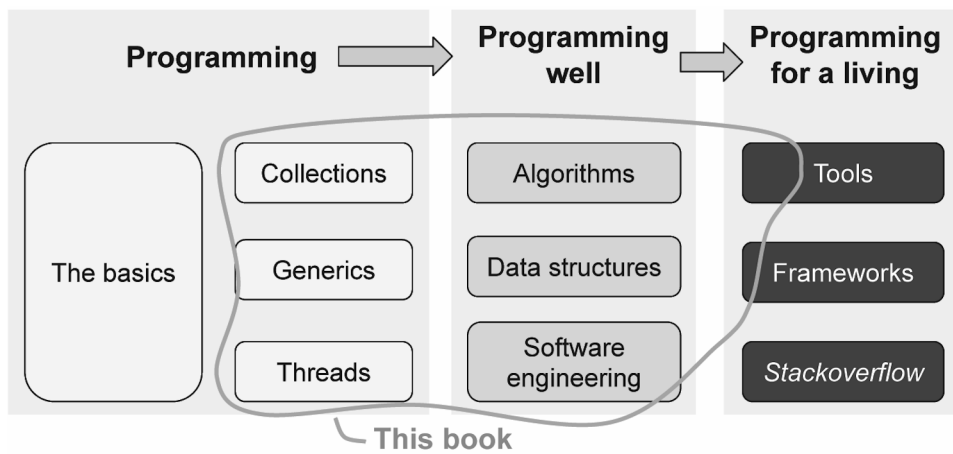 Programming
Programming
well
Programming
for a living
The basics
Collections
Generics
Threads
Algorithms
Data structures
Software
engineering
Tools
Frameworks
Stackoverflow
This book